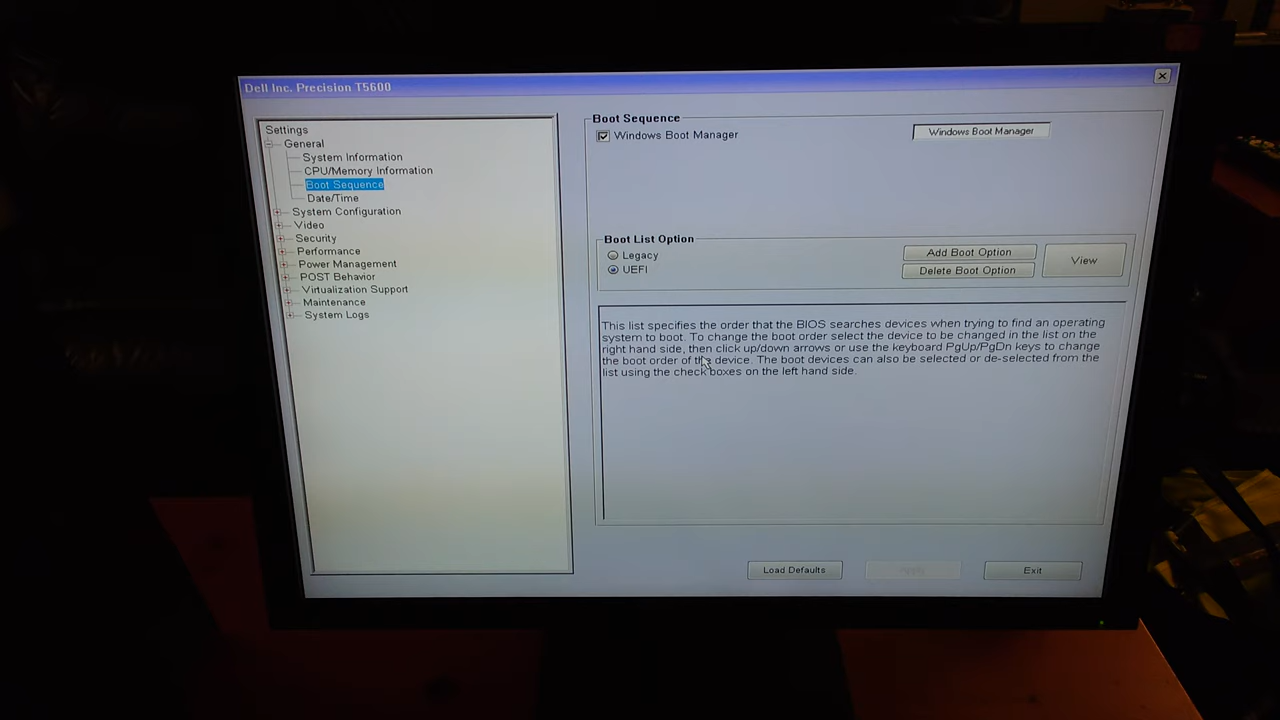 Dell Inc. Precision T5600
Settings
General
System Information
CPU/Memory Information
Boot Sequence
Date/Time
System Configuration
Video
Security
Performance
Power Management
POST Behavior
Virtualization Support
Maintenance
System Logs
Boot Sequence
Windows Boot Manager
Windows Boot Manager
Boot List Option
Legacy
UEFI
Add Boot Option
Delete Boot Option
View
This list specifies the order that the BIOS searches devices when trying to find an operating
system to boot. To change the boot order select the device to be changed in the list on the
right hand side, then click up/down arrows or use the keyboard PgUp/PgDn keys to change
the boot order of the device. The boot devices can also be selected or de-selected from the
list using the check boxes on the left hand side.
Load Defaults
Apply
Exit